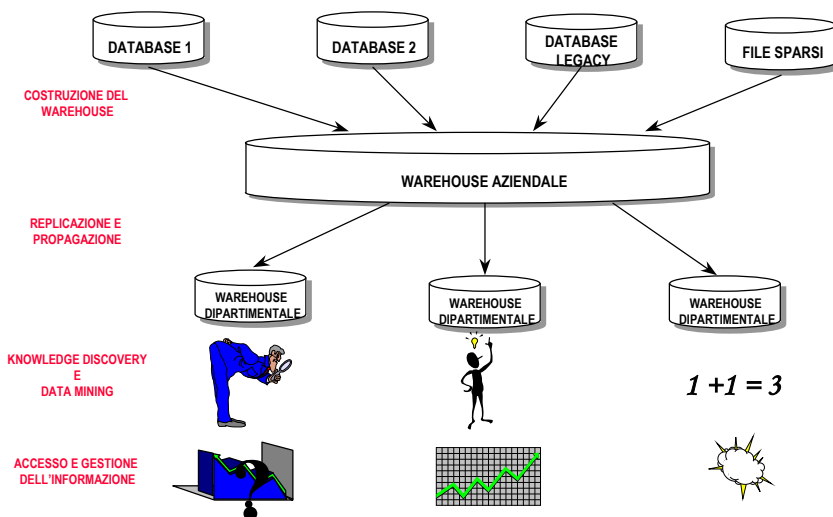 DATABASE 1
DATABASE 2
DATABASE
LEGACY
FILE SPARSI
COSTRUZIONE DEL
WAREHOUSE
WAREHOUSE AZIENDALE
REPLICAZIONE E
PROPAGAZIONE
WAREHOUSE
DIPARTIMENTALE
WAREHOUSE
DIPARTIMENTALE
WAREHOUSE
DIPARTIMENTALE
KNOWLEDGE DISCOVERY
E
DATA MINING
1 +1 = 3
ACCESSO E GESTIONE
DELL'INFORMAZIONE